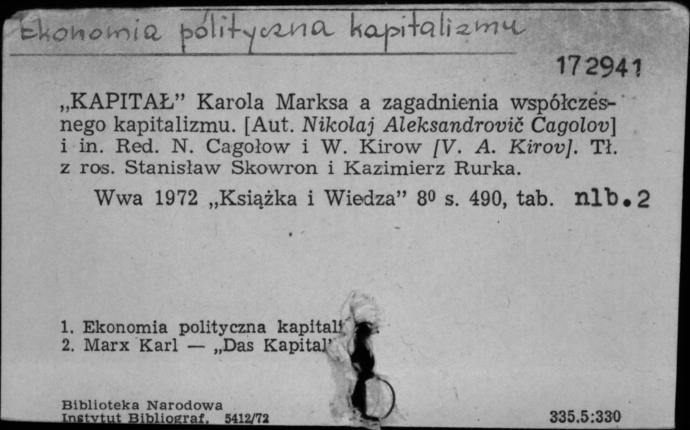 Ekonomia polityczna kapitalizmu
172941
„KAPITAŁ” Karola Marksa a zagadnienia współczes-
nego kapitalizmu. [Aut. Nikolaj Aleksandrovič Cagolov]
i in. Red. N. Cagołow i W. Kirow [V. A. Kirov]. Tł.
z ros. Stanisław Skowron i Kazimierz Rurka.
Wwa 1972 „Książka i Wiedza” 8⁰ s. 490, tab. nlb.2
1. Ekonomia polityczna kapitali
2. Marx Karl — „Das Kapital”
Biblioteka Narodowa
Instytut Bibliograf. 5412/72
335.5:330